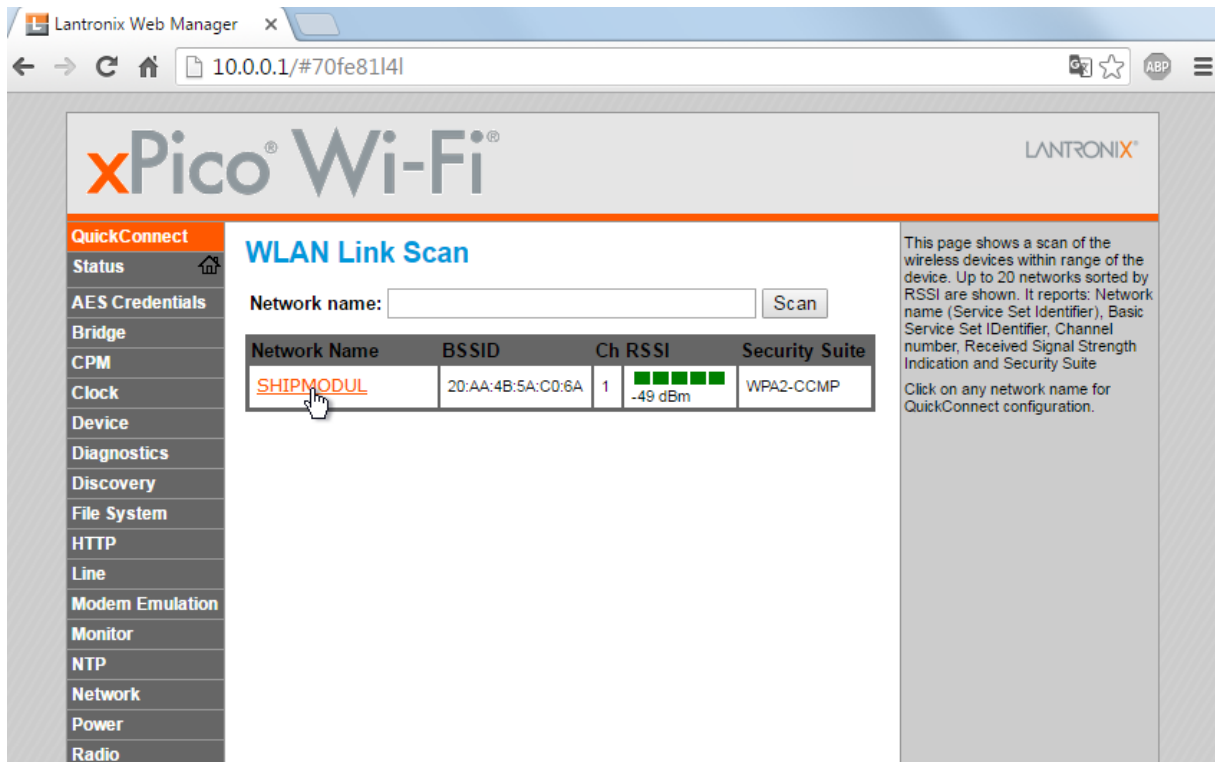 Lantronix Web Manager
10.0.0.1/#70fe81l4l
ABP
xPico® Wi-Fi®
LANTRONIX®
QuickConnect
Status
AES Credentials
Bridge
CPM
Clock
Device
Diagnostics
Discovery
File System
HTTP
Line
Modem Emulation
Monitor
NTP
Network
Power
Radio
WLAN Link Scan
Network name: Scan
Network Name BSSID Ch RSSI Security Suite
SHIPMODUL 20:AA:4B:5A:C0:6A 1 -49 dBm WPA2-CCMP
This page shows a scan of the
wireless devices within range of the
device. Up to 20 networks sorted by
RSSI are shown. It reports: Network
name (Service Set Identifier), Basic
Service Set IDentifier, Channel
number, Received Signal Strength
Indication and Security Suite
Click on any network name for
QuickConnect configuration.